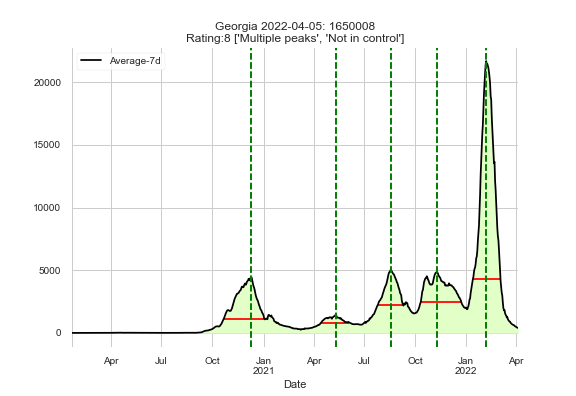 Georgia 2022-04-05: 1650008
Rating:8 ['Multiple peaks', 'Not in control']
Average-7d
20000
15000
10000
5000
0
Apr Jul Oct Jan Apr Jul Oct Jan Apr
2021 2022
Date